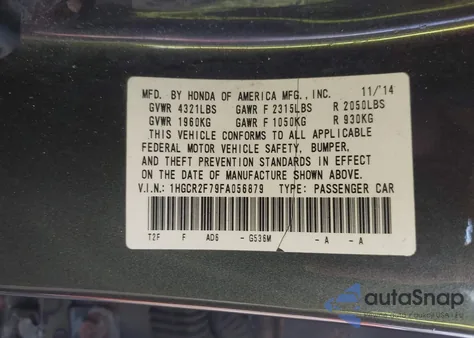 MFD. BY HONDA OF AMERICA MFG., INC. 11/'14
GVWR 4321LBS GAWR F 2315LBS R 2050LBS
GVWR 1960KG GAWR F 1050KG R 930KG
THIS VEHICLE CONFORMS TO ALL APPLICABLE
FEDERAL MOTOR VEHICLE SAFETY, BUMPER,
AND THEFT PREVENTION STANDARDS IN EFFECT
ON THE DATE OF MANUFACTURE SHOWN ABOVE.
V.I.N.: 1HGCR2F79FA056879 TYPE: PASSENGER CAR
T2F F AD6 - G536M - A - A
autoSnap